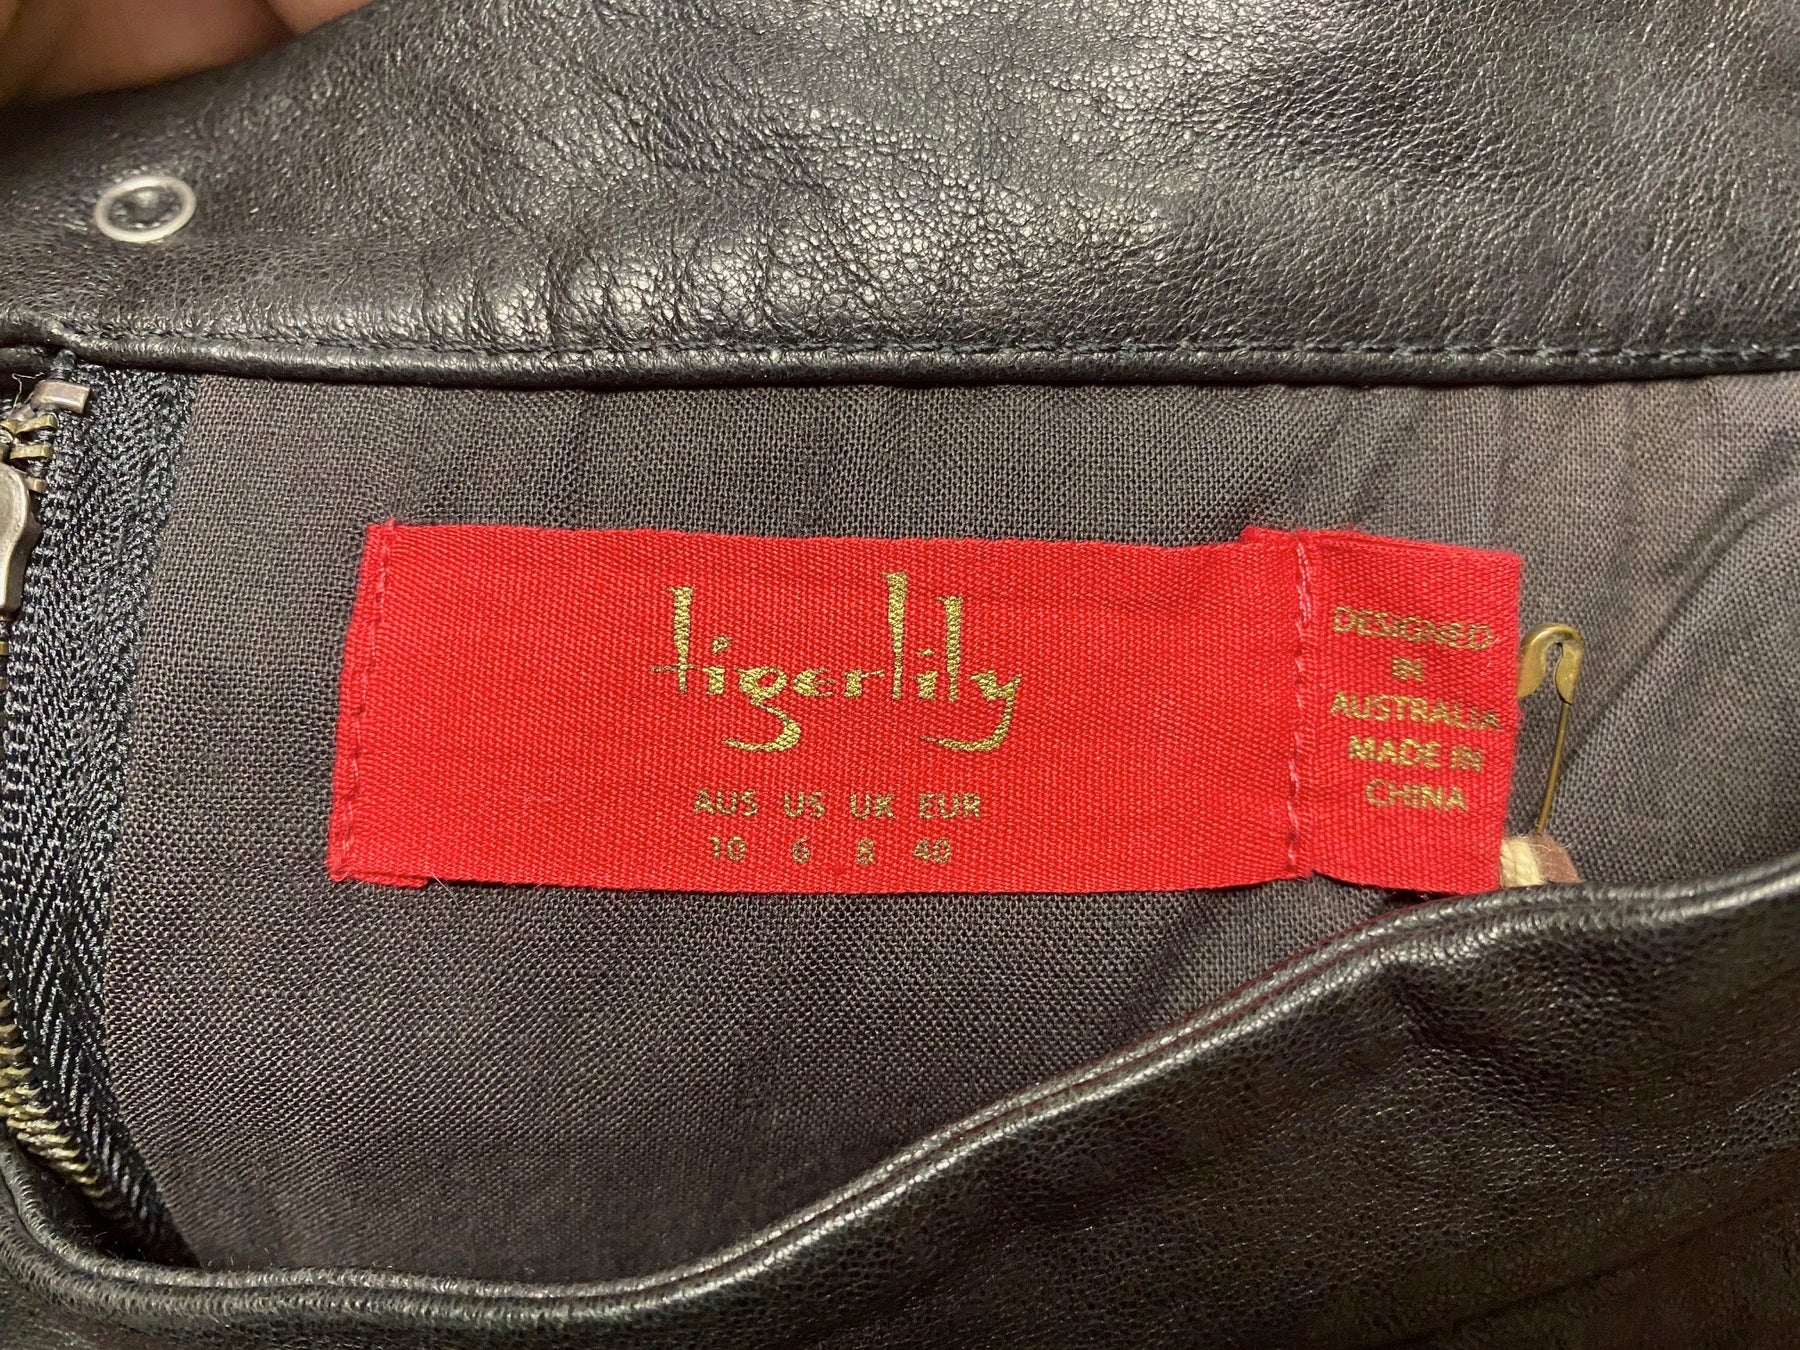 tigerlily
AUS US UK EUR
10 6 8 40
DESIGNED
IN
AUSTRALIA
MADE IN
CHINA